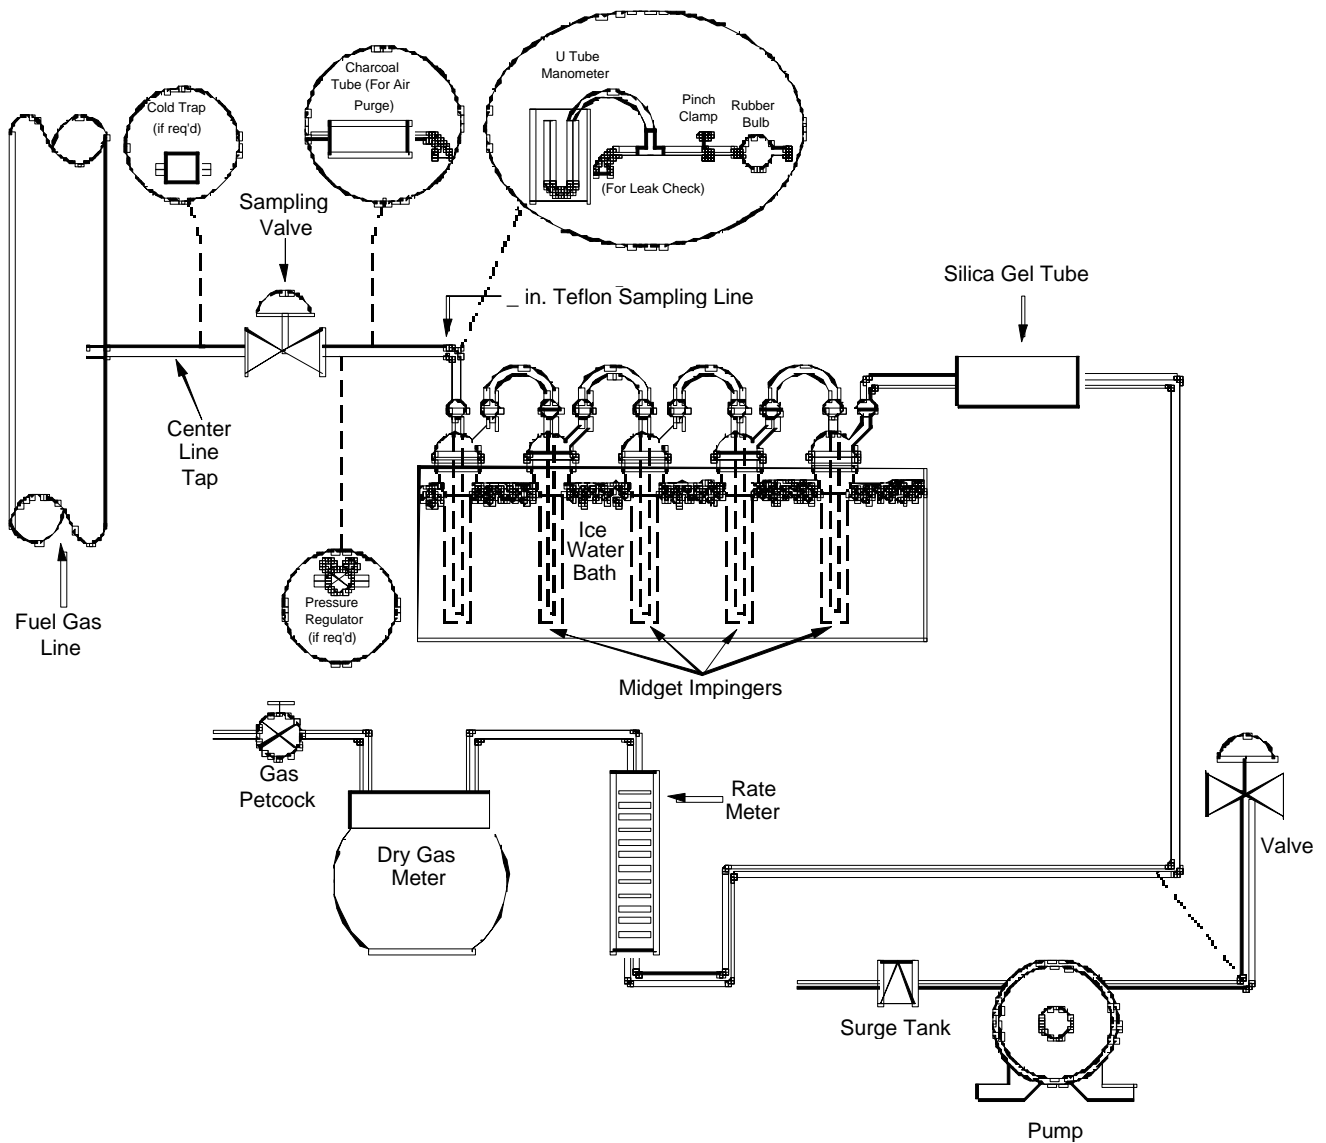 U Tube
Manometer
Charcoal
Tube (For Air
Purge)
Cold Trap
(if req'd)
Pinch
Clamp
Rubber
Bulb
(For Leak Check)
Sampling
Valve
Silica Gel Tube
_ in. Teflon Sampling Line
Center
Line
Tap
Ice
Water
Bath
Pressure
Regulator
(if req'd)
Fuel Gas
Line
Midget Impingers
Gas
Petcock
Rate
Meter
Dry Gas
Meter
Valve
Surge Tank
Pump